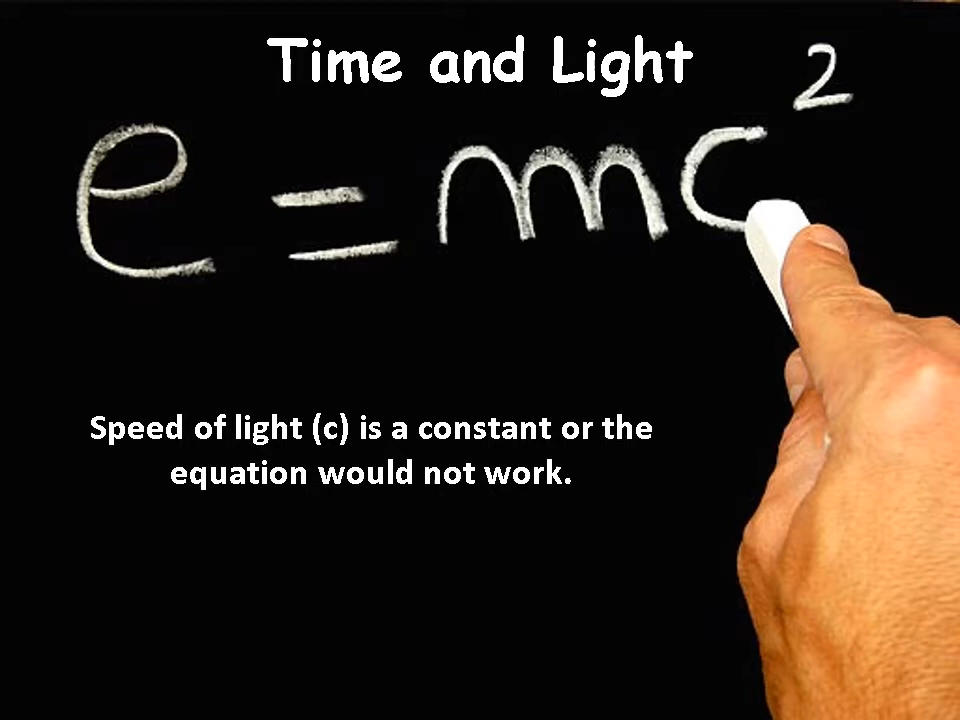 Time and Light
e = mc²
Speed of light (c) is a constant or the
equation would not work.